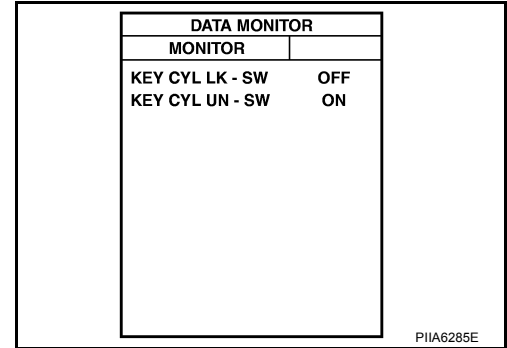 DATA MONITOR
MONITOR
KEY CYL LK - SW OFF
KEY CYL UN - SW ON
PIIA6285E